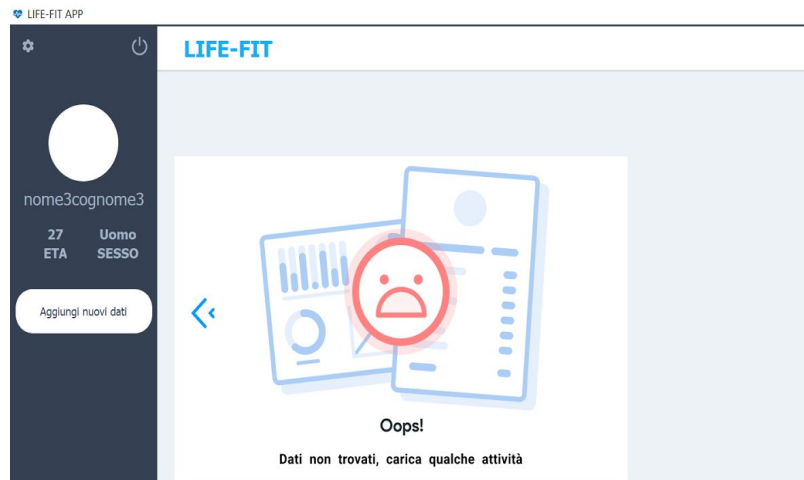 LIFE-FIT APP
LIFE-FIT
nome3cognome3
27 Uomo
ETA SESSO
Aggiungi nuovi dati
Oops!
Dati non trovati, carica qualche attività